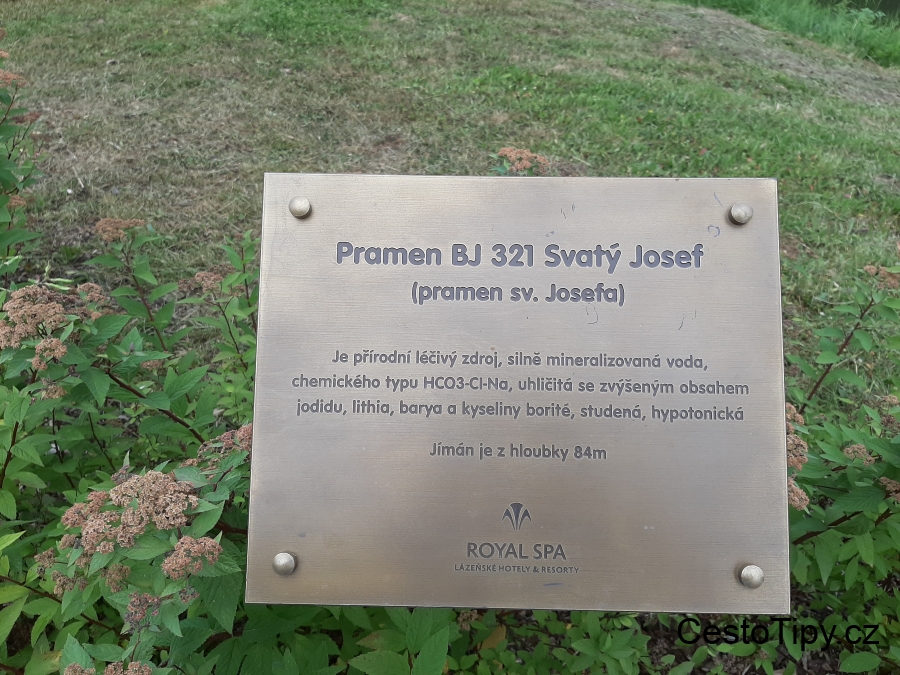 Pramen BJ 321 Svatý Josef
(pramen sv. Josefa)
Je přírodní léčivý zdroj, silně mineralizovaná voda,
chemického typu HCO3-Cl-Na, uhličitá se zvýšeným obsahem
jodidu, lithia, barya a kyseliny borité, studená, hypotonická
Jímán je z hloubky 84m
ROYAL SPA
LÁZEŇSKÉ HOTELY & RESORTY
CestoTipy.cz